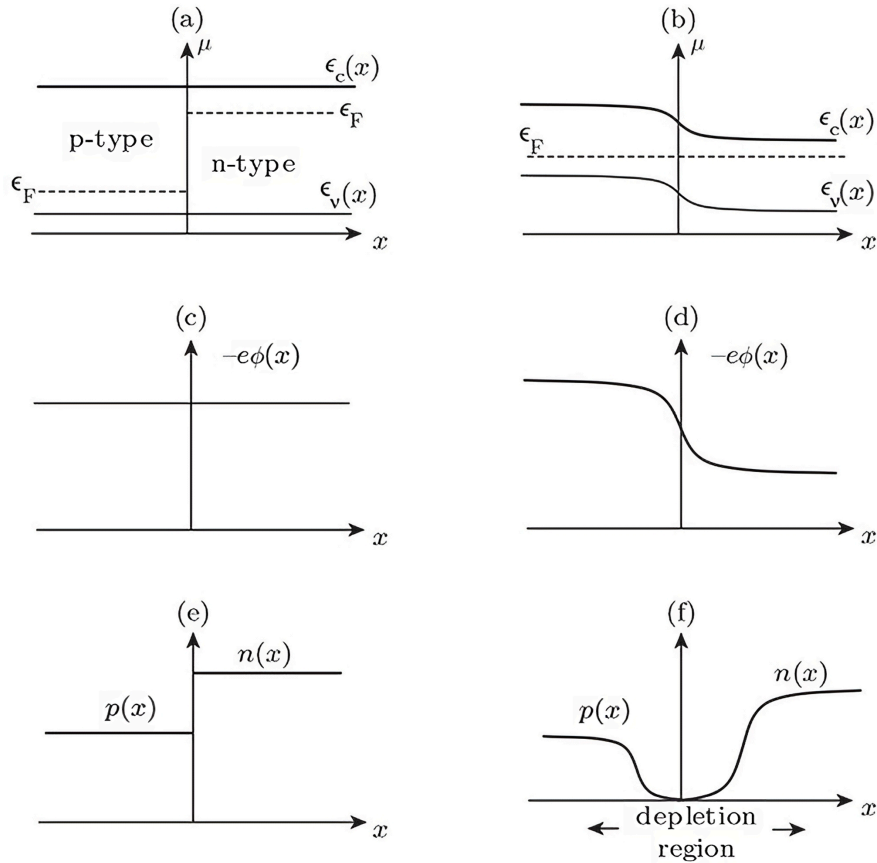 (a)
μ
ϵc(x)
ϵF
p-type
n-type
ϵF
ϵv(x)
x
(b)
μ
ϵc(x)
ϵF
ϵv(x)
x
(c)
–eϕ(x)
x
(d)
–eϕ(x)
x
(e)
n(x)
p(x)
x
(f)
n(x)
p(x)
x
depletion
region